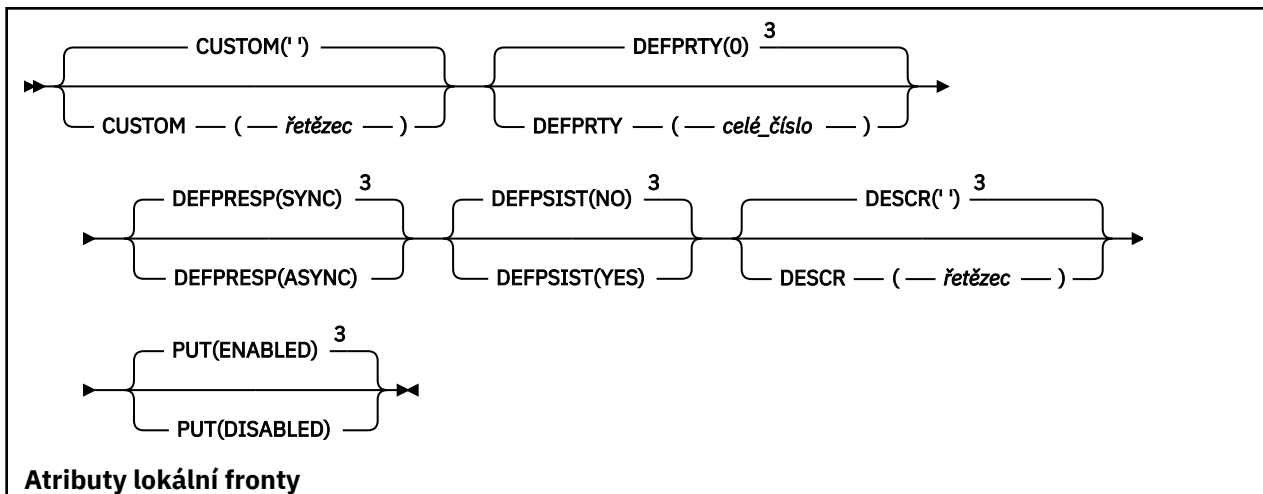 CUSTOM(' ') DEFPRTY(0) 3
CUSTOM ( řetězec ) DEFPRTY ( celé_číslo )
DEFPRESP(SYNC) 3 DEFPSIST(NO) 3 DESCR(' ') 3
DEFPRESP(ASYNC) DEFPSIST(YES) DESCR ( řetězec )
PUT(ENABLED) 3
PUT(DISABLED)
Atributy lokální fronty